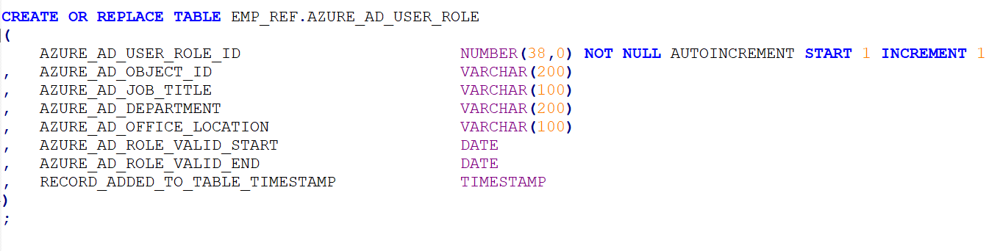 CREATE OR REPLACE TABLE EMP_REF.AZURE_AD_USER_ROLE
(
    AZURE_AD_USER_ROLE_ID                       NUMBER(38,0) NOT NULL AUTOINCREMENT START 1 INCREMENT 1
,   AZURE_AD_OBJECT_ID                          VARCHAR(200)
,   AZURE_AD_JOB_TITLE                          VARCHAR(100)
,   AZURE_AD_DEPARTMENT                         VARCHAR(200)
,   AZURE_AD_OFFICE_LOCATION                    VARCHAR(100)
,   AZURE_AD_ROLE_VALID_START                   DATE
,   AZURE_AD_ROLE_VALID_END                     DATE
,   RECORD_ADDED_TO_TABLE_TIMESTAMP             TIMESTAMP
)
;